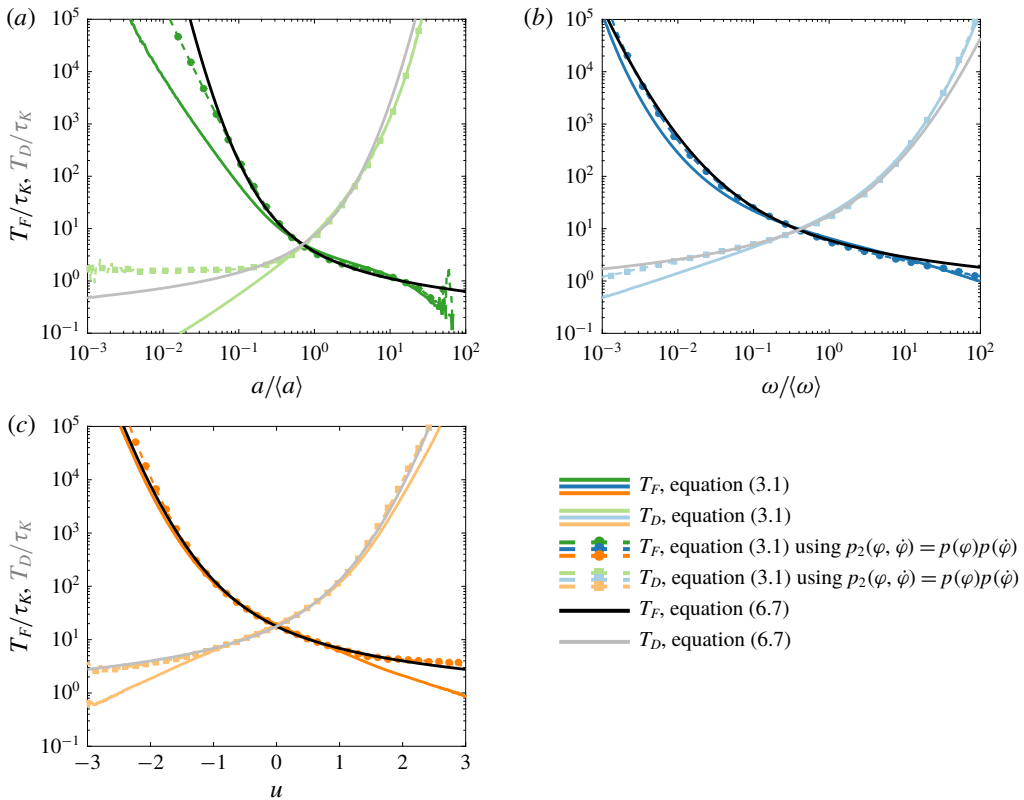 (a)
10^5
10^4
10^3
10^2
10^1
10^0
10^{-1}
10^{-3} 10^{-2} 10^{-1} 10^0 10^1 10^2
a/⟨a⟩
T_F/τ_K, T_D/τ_K
(b)
10^5
10^4
10^3
10^2
10^1
10^0
10^{-1}
10^{-3} 10^{-2} 10^{-1} 10^0 10^1 10^2
ω/⟨ω⟩
(c)
10^5
10^4
10^3
10^2
10^1
10^0
10^{-1}
−3 −2 −1 0 1 2 3
u
T_F/τ_K, T_D/τ_K
T_F, equation (3.1)
T_D, equation (3.1)
T_F, equation (3.1) using p_2(φ, φ̇) = p(φ)p(φ̇)
T_D, equation (3.1) using p_2(φ, φ̇) = p(φ)p(φ̇)
T_F, equation (6.7)
T_D, equation (6.7)